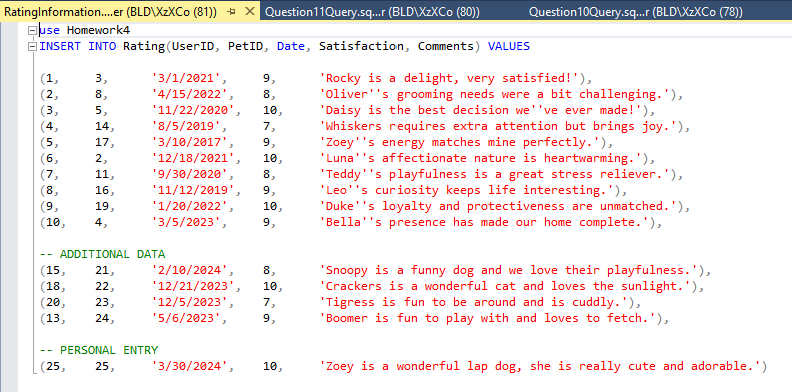 RatingInformation....er (BLD\XzXCo (81)) Question11Query.sq...r (BLD\XzXCo (80)) Question10Query.sq...r (BLD\XzXCo (78))
use Homework4
INSERT INTO Rating(UserID, PetID, Date, Satisfaction, Comments) VALUES
(1, 3, '3/1/2021', 9, 'Rocky is a delight, very satisfied!'),
(2, 8, '4/15/2022', 8, 'Oliver''s grooming needs were a bit challenging.'),
(3, 5, '11/22/2020', 10, 'Daisy is the best decision we''ve ever made!'),
(4, 14, '8/5/2019', 7, 'Whiskers requires extra attention but brings joy.'),
(5, 17, '3/10/2017', 9, 'Zoey''s energy matches mine perfectly.'),
(6, 2, '12/18/2021', 10, 'Luna''s affectionate nature is heartwarming.'),
(7, 11, '9/30/2020', 8, 'Teddy''s playfulness is a great stress reliever.'),
(8, 16, '11/12/2019', 9, 'Leo''s curiosity keeps life interesting.'),
(9, 19, '1/20/2022', 10, 'Duke''s loyalty and protectiveness are unmatched.'),
(10, 4, '3/5/2023', 9, 'Bella''s presence has made our home complete.'),
-- ADDITIONAL DATA
(15, 21, '2/10/2024', 8, 'Snoopy is a funny dog and we love their playfulness.'),
(18, 22, '12/21/2023', 10, 'Crackers is a wonderful cat and loves the sunlight.'),
(20, 23, '12/5/2023', 7, 'Tigress is fun to be around and is cuddly.'),
(13, 24, '5/6/2023', 9, 'Boomer is fun to play with and loves to fetch.'),
-- PERSONAL ENTRY
(25, 25, '3/30/2024', 10, 'Zoey is a wonderful lap dog, she is really cute and adorable.')